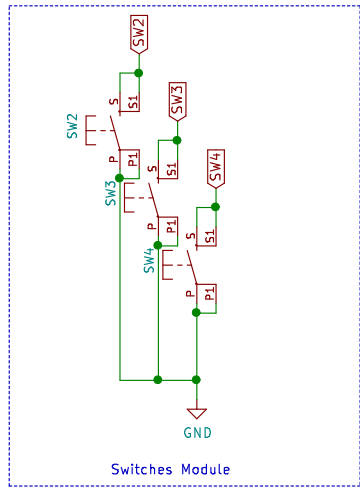 SW2
S
S1
SW2
P
P1
SW3
S
S1
SW3
P
P1
SW4
S
S1
SW4
P
P1
GND
Switches Module